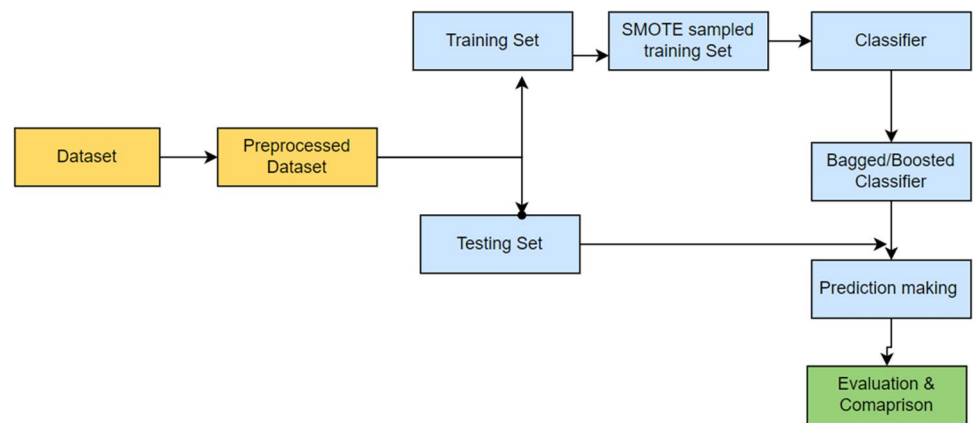 Dataset
Preprocessed
Dataset
Training Set
SMOTE sampled
training Set
Classifier
Bagged/Boosted
Classifier
Testing Set
Prediction making
Evaluation &
Comaprison